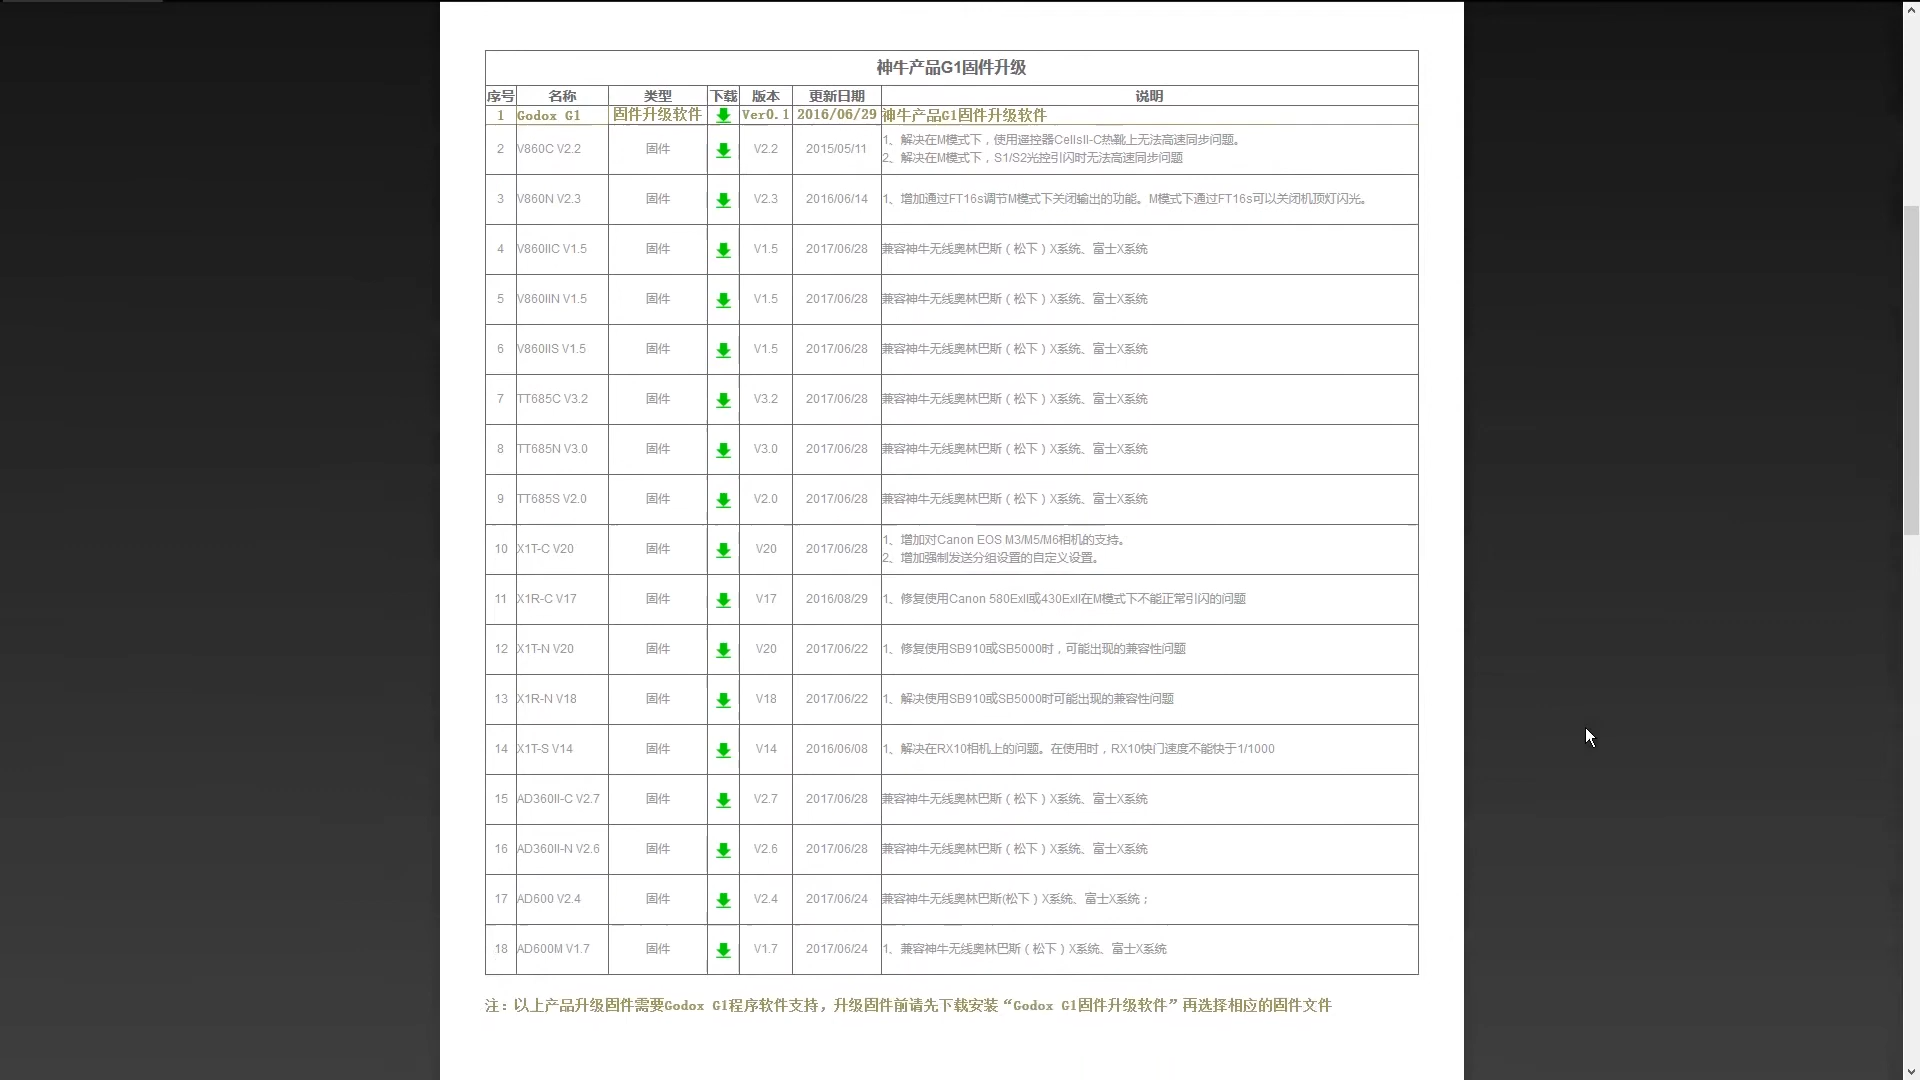 神牛产品G1固件升级
序号 名称 类型 下载 版本 更新日期 说明
1 Godox G1 固件升级软件 Ver0.1 2016/06/29 神牛产品G1固件升级软件
2 V860C V2.2 固件 V2.2 2015/05/11 1、解决在M模式下，使用遥控器CellsII-C热靴上无法高速同步问题。
2、解决在M模式下，S1/S2光控引闪时无法高速同步问题
3 V860N V2.3 固件 V2.3 2016/06/14 1、增加通过FT16s调节M模式下关闭输出的功能。M模式下通过FT16s可以关闭机顶灯闪光。
4 V860IIC V1.5 固件 V1.5 2017/06/28 兼容神牛无线奥林巴斯（松下）X系统、富士X系统
5 V860IIN V1.5 固件 V1.5 2017/06/28 兼容神牛无线奥林巴斯（松下）X系统、富士X系统
6 V860IIS V1.5 固件 V1.5 2017/06/28 兼容神牛无线奥林巴斯（松下）X系统、富士X系统
7 TT685C V3.2 固件 V3.2 2017/06/28 兼容神牛无线奥林巴斯（松下）X系统、富士X系统
8 TT685N V3.0 固件 V3.0 2017/06/28 兼容神牛无线奥林巴斯（松下）X系统、富士X系统
9 TT685S V2.0 固件 V2.0 2017/06/28 兼容神牛无线奥林巴斯（松下）X系统、富士X系统
10 X1T-C V20 固件 V20 2017/06/28 1、增加对Canon EOS M3/M5/M6相机的支持。
2、增加强制发送分组设置的自定义设置。
11 X1R-C V17 固件 V17 2016/08/29 1、修复使用Canon 580ExII或430ExII在M模式下不能正常引闪的问题
12 X1T-N V20 固件 V20 2017/06/22 1、修复使用SB910或SB5000时，可能出现的兼容性问题
13 X1R-N V18 固件 V18 2017/06/22 1、解决使用SB910或SB5000时可能出现的兼容性问题
14 X1T-S V14 固件 V14 2016/06/08 1、解决在RX10相机上的问题。在使用时，RX10快门速度不能快于1/1000
15 AD360II-C V2.7 固件 V2.7 2017/06/28 兼容神牛无线奥林巴斯（松下）X系统、富士X系统
16 AD360II-N V2.6 固件 V2.6 2017/06/28 兼容神牛无线奥林巴斯（松下）X系统、富士X系统
17 AD600 V2.4 固件 V2.4 2017/06/24 兼容神牛无线奥林巴斯(松下）X系统、富士X系统；
18 AD600M V1.7 固件 V1.7 2017/06/24 1、兼容神牛无线奥林巴斯（松下）X系统、富士X系统
注：以上产品升级固件需要Godox G1程序软件支持，升级固件前请先下载安装“Godox G1固件升级软件”再选择相应的固件文件